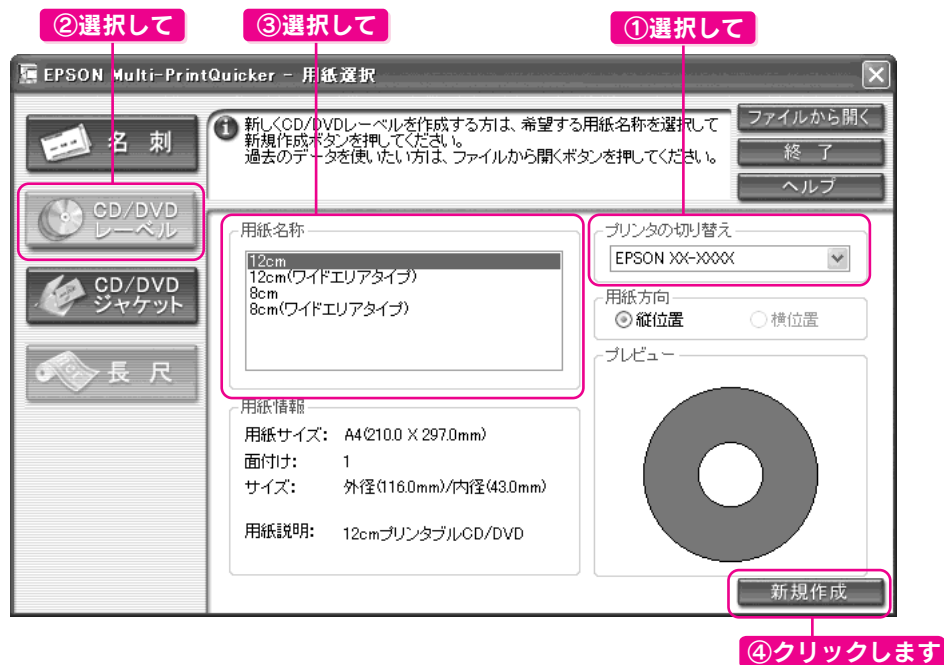 ②選択して
③選択して
①選択して
EPSON Multi-PrintQuicker - 用紙選択
名 刺
CD/DVD
レーベル
CD/DVD
ジャケット
長 尺
新しくCD/DVDレーベルを作成する方は、希望する用紙名称を選択して
新規作成ボタンを押してください。
過去のデータを使いたい方は、ファイルから開くボタンを押してください。
ファイルから開く
終 了
ヘルプ
用紙名称
12cm
12cm(ワイドエリアタイプ)
8cm
8cm(ワイドエリアタイプ)
プリンタの切り替え
EPSON XX-XXXX
用紙方向
縦位置
横位置
プレビュー
用紙情報
用紙サイズ: A4(210.0 X 297.0mm)
面付け: 1
サイズ: 外径(116.0mm)/内径(43.0mm)
用紙説明: 12cmプリンタブルCD/DVD
新規作成
④クリックします